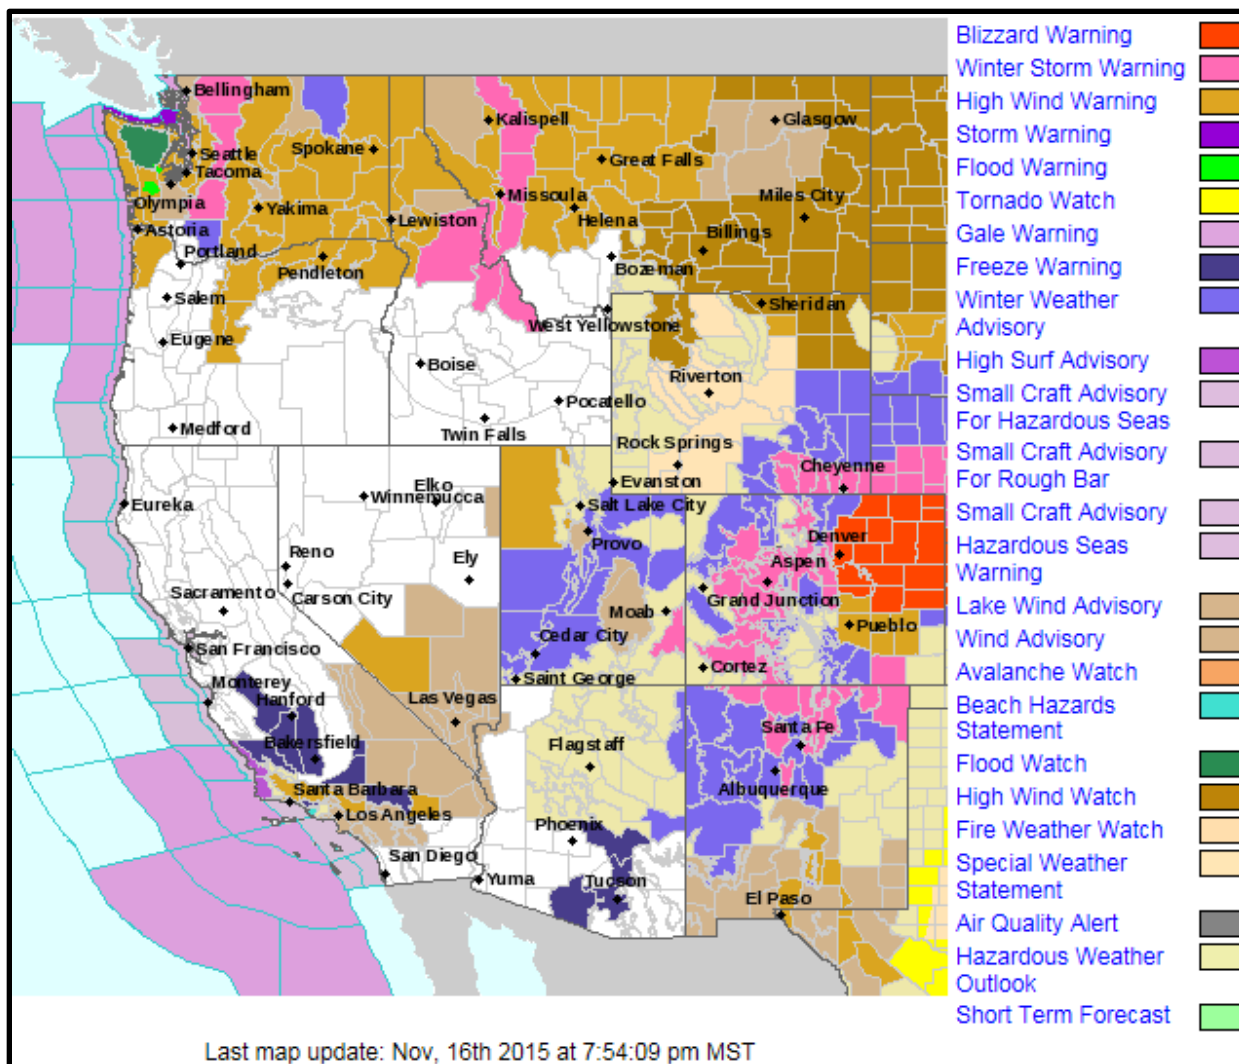 Bellingham
Seattle
Tacoma
Olympia
Astoria
Portland
Salem
Eugene
Medford
Spokane
Yakima
Pendleton
Lewiston
Kalispell
Missoula
Great Falls
Helena
Glasgow
Miles City
Billings
Bozeman
West Yellowstone
Sheridan
Boise
Pocatello
Twin Falls
Riverton
Rock Springs
Evanston
Cheyenne
Eureka
Winnemucca
Elko
Reno
Carson City
Ely
Sacramento
San Francisco
Monterey
Hanford
Bakersfield
Santa Barbara
Los Angeles
San Diego
Las Vegas
Salt Lake City
Provo
Moab
Cedar City
Saint George
Denver
Aspen
Grand Junction
Pueblo
Cortez
Flagstaff
Phoenix
Tucson
Yuma
Santa Fe
Albuquerque
El Paso
Blizzard Warning
Winter Storm Warning
High Wind Warning
Storm Warning
Flood Warning
Tornado Watch
Gale Warning
Freeze Warning
Winter Weather
Advisory
High Surf Advisory
Small Craft Advisory
For Hazardous Seas
Small Craft Advisory
For Rough Bar
Small Craft Advisory
Hazardous Seas
Warning
Lake Wind Advisory
Wind Advisory
Avalanche Watch
Beach Hazards
Statement
Flood Watch
High Wind Watch
Fire Weather Watch
Special Weather
Statement
Air Quality Alert
Hazardous Weather
Outlook
Short Term Forecast
Last map update: Nov, 16th 2015 at 7:54:09 pm MST